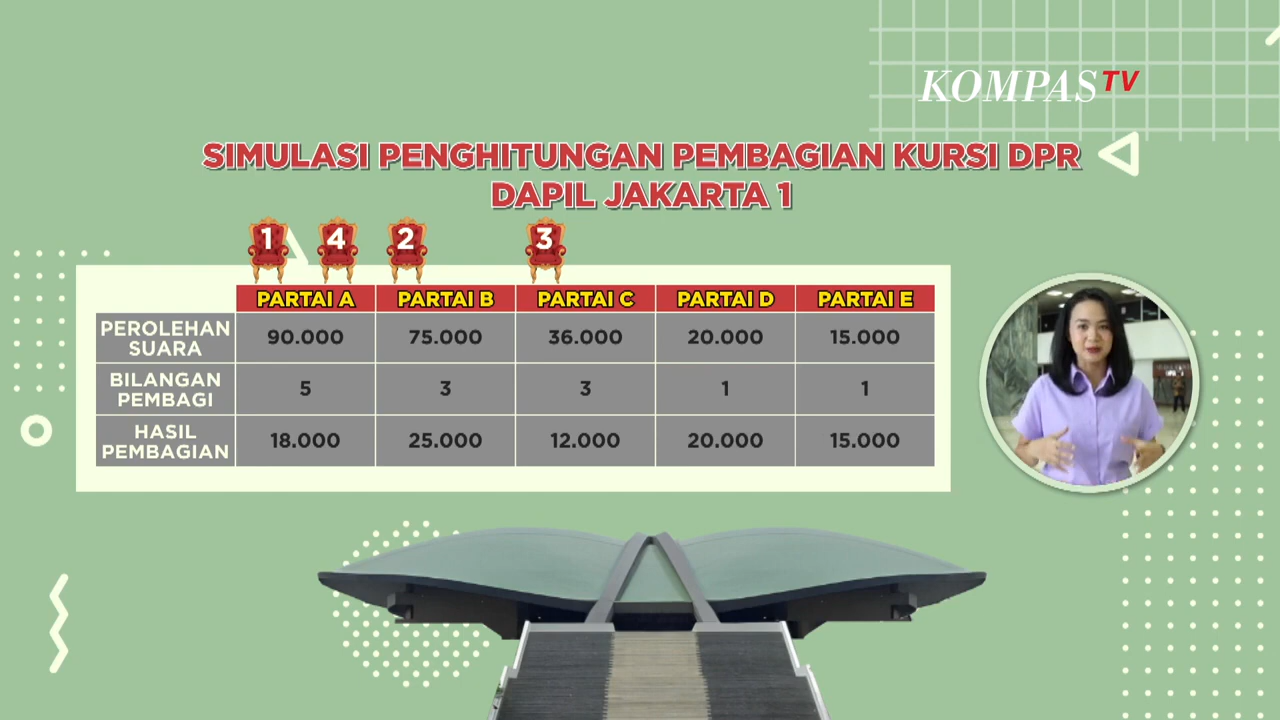 KOMPAS TV
SIMULASI PENGHITUNGAN PEMBAGIAN KURSI DPR
DAPIL JAKARTA 1
1 4 2 3
PARTAI A PARTAI B PARTAI C PARTAI D PARTAI E
PEROLEHAN SUARA 90.000 75.000 36.000 20.000 15.000
BILANGAN PEMBAGI 5 3 3 1 1
HASIL PEMBAGIAN 18.000 25.000 12.000 20.000 15.000